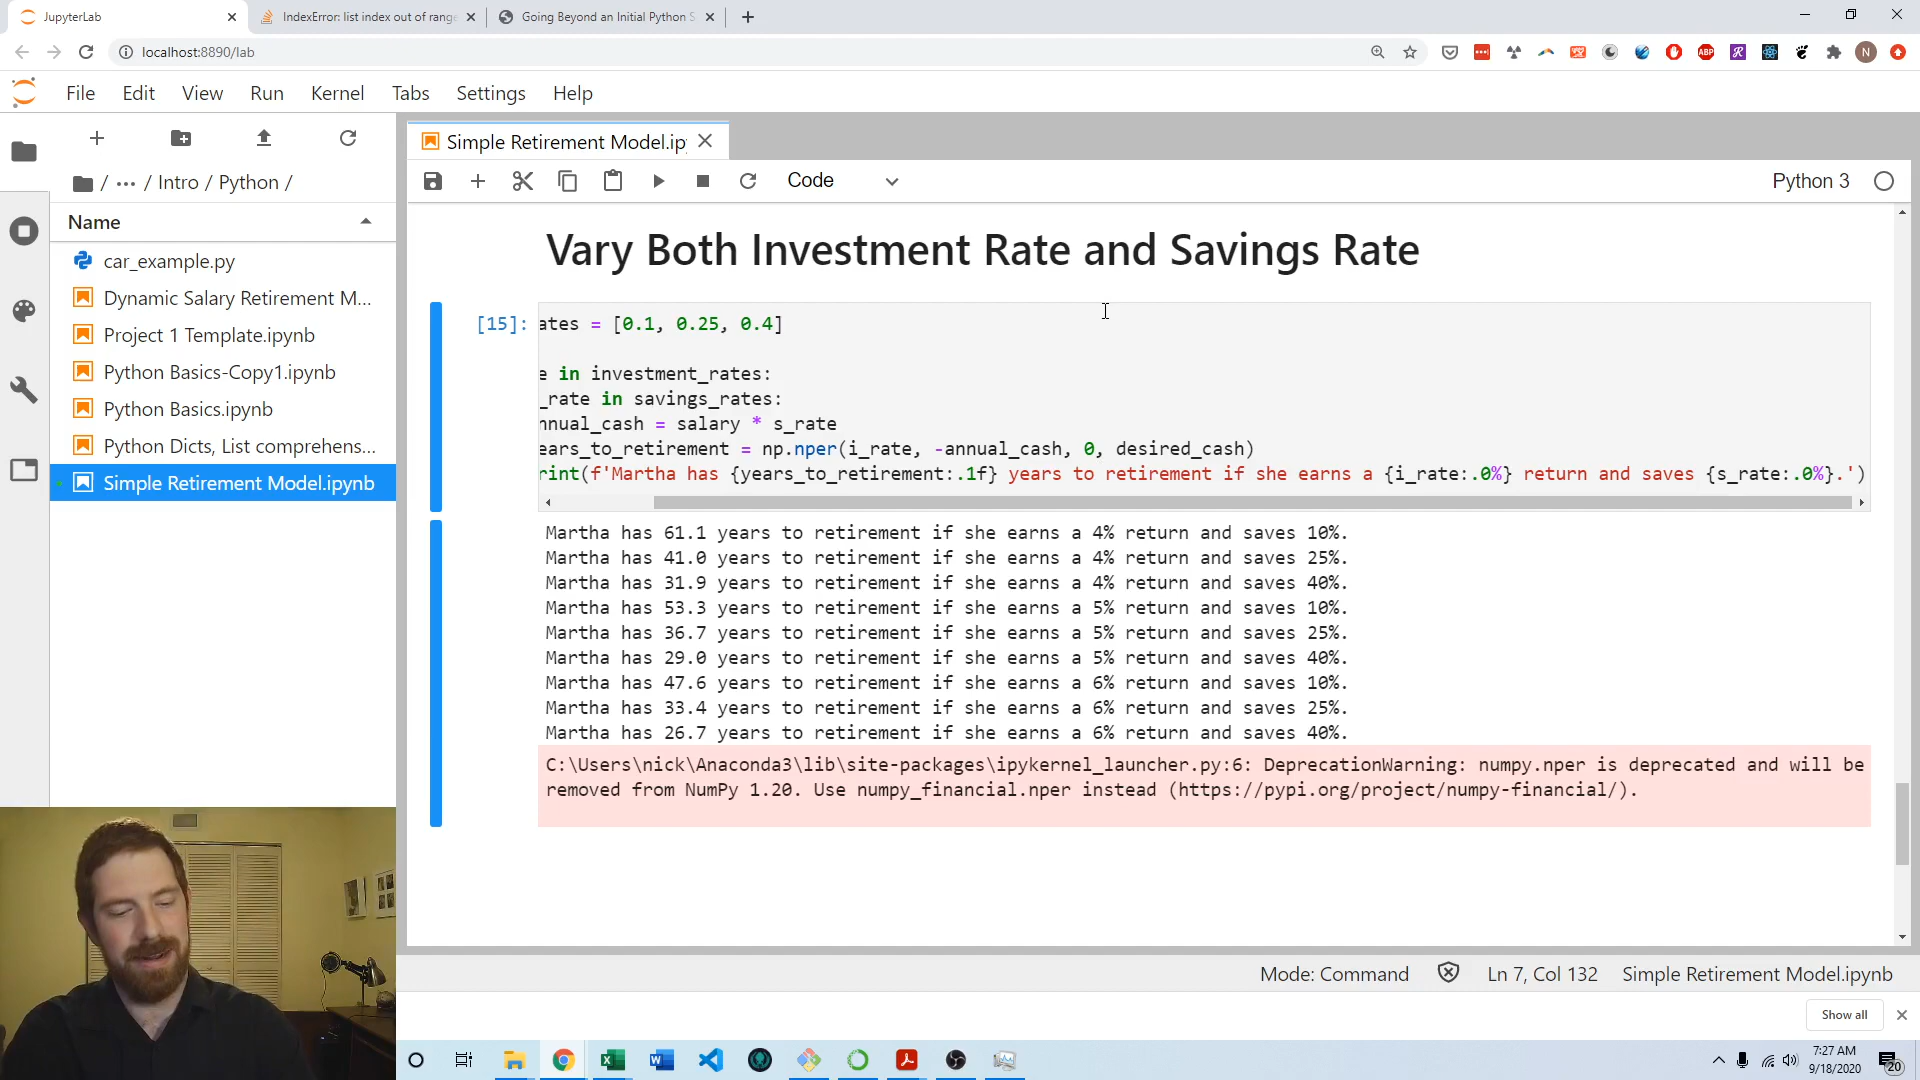 JupyterLab
IndexError: list index out of range
Going Beyond an Initial Python S
localhost:8890/lab
ABP
R
N
File Edit View Run Kernel Tabs Settings Help
Simple Retirement Model.ip
/ ... / Intro / Python /
Code
Python 3
Name
car_example.py
Dynamic Salary Retirement M...
Project 1 Template.ipynb
Python Basics-Copy1.ipynb
Python Basics.ipynb
Python Dicts, List comprehens...
Simple Retirement Model.ipynb
Vary Both Investment Rate and Savings Rate
[15]:
ates = [0.1, 0.25, 0.4]
e in investment_rates:
_rate in savings_rates:
nnual_cash = salary * s_rate
ears_to_retirement = np.nper(i_rate, -annual_cash, 0, desired_cash)
rint(f'Martha has {years_to_retirement:.1f} years to retirement if she earns a {i_rate:.0%} return and saves {s_rate:.0%}.')
Martha has 61.1 years to retirement if she earns a 4% return and saves 10%.
Martha has 41.0 years to retirement if she earns a 4% return and saves 25%.
Martha has 31.9 years to retirement if she earns a 4% return and saves 40%.
Martha has 53.3 years to retirement if she earns a 5% return and saves 10%.
Martha has 36.7 years to retirement if she earns a 5% return and saves 25%.
Martha has 29.0 years to retirement if she earns a 5% return and saves 40%.
Martha has 47.6 years to retirement if she earns a 6% return and saves 10%.
Martha has 33.4 years to retirement if she earns a 6% return and saves 25%.
Martha has 26.7 years to retirement if she earns a 6% return and saves 40%.
C:\Users\nick\Anaconda3\lib\site-packages\ipykernel_launcher.py:6: DeprecationWarning: numpy.nper is deprecated and will be
removed from NumPy 1.20. Use numpy_financial.nper instead (https://pypi.org/project/numpy-financial/).
Mode: Command
Ln 7, Col 132
Simple Retirement Model.ipynb
Show all
7:27 AM
9/18/2020
20